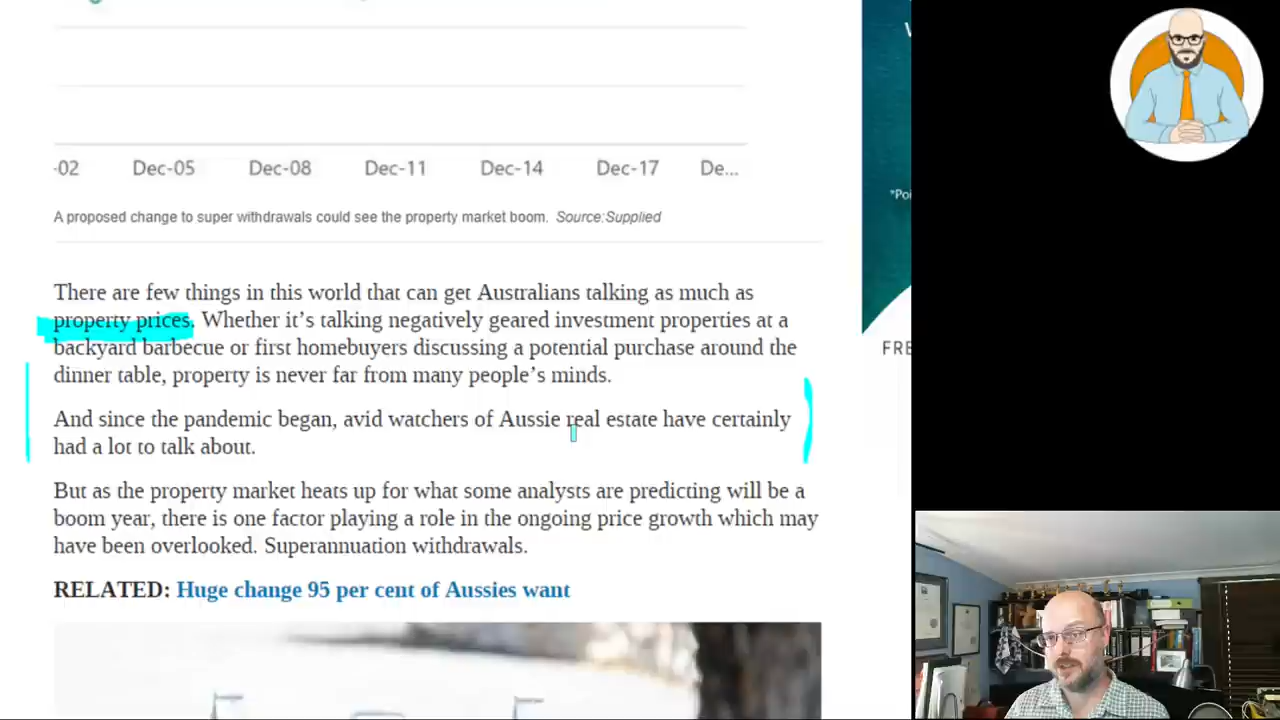 -02 Dec-05 Dec-08 Dec-11 Dec-14 Dec-17 De...
*Poi
A proposed change to super withdrawals could see the property market boom. Source:Supplied
There are few things in this world that can get Australians talking as much as
property prices. Whether it’s talking negatively geared investment properties at a
backyard barbecue or first homebuyers discussing a potential purchase around the
dinner table, property is never far from many people’s minds.
FRE
And since the pandemic began, avid watchers of Aussie real estate have certainly
had a lot to talk about.
But as the property market heats up for what some analysts are predicting will be a
boom year, there is one factor playing a role in the ongoing price growth which may
have been overlooked. Superannuation withdrawals.
RELATED: Huge change 95 per cent of Aussies want